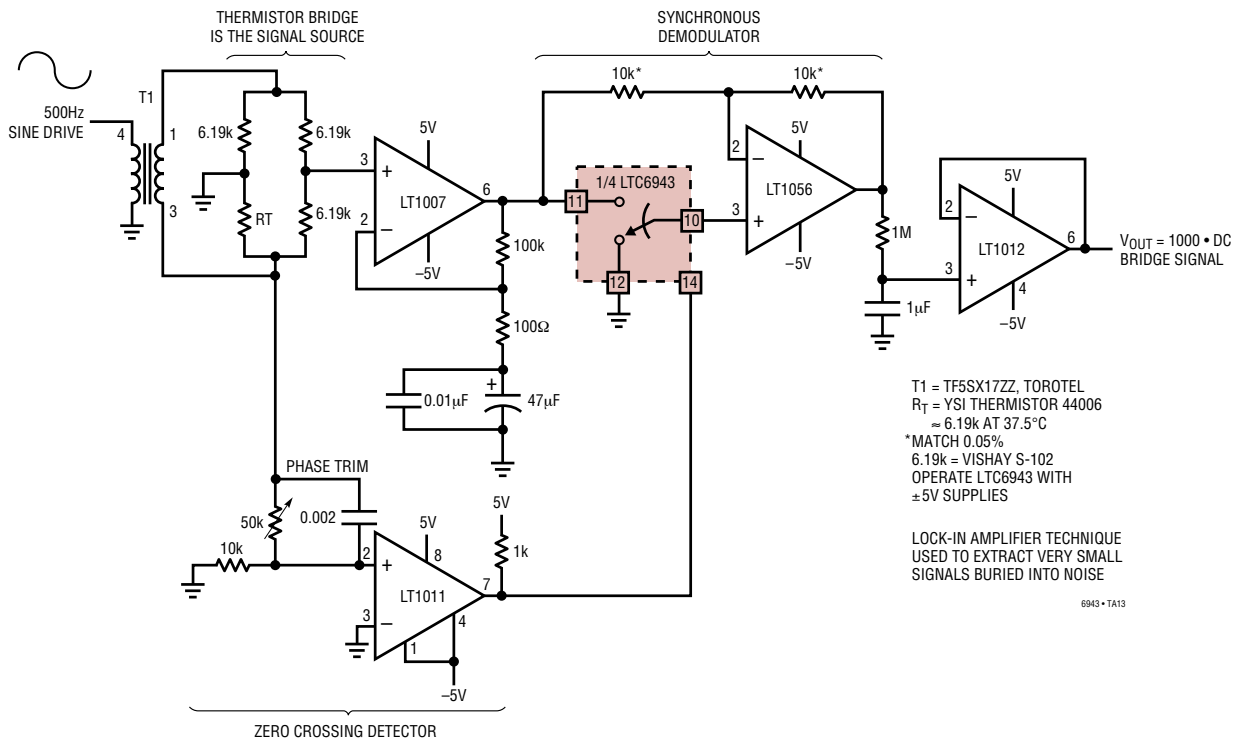 THERMISTOR BRIDGE
IS THE SIGNAL SOURCE
SYNCHRONOUS
DEMODULATOR
500Hz
SINE DRIVE
T1
4
1
3
6.19k
6.19k
RT
6.19k
3
+
2
–
5V
LT1007
6
–5V
100k
100Ω
0.01µF
+
47µF
10k*
10k*
1/4 LTC6943
11
10
12
14
5V
2
–
LT1056
3
+
–5V
1M
1µF
5V
2
–
LT1012
6
3
+
4
–5V
VOUT = 1000 • DC
BRIDGE SIGNAL
T1 = TF5SX17ZZ, TOROTEL
RT = YSI THERMISTOR 44006
≈ 6.19k AT 37.5°C
*MATCH 0.05%
6.19k = VISHAY S-102
OPERATE LTC6943 WITH
±5V SUPPLIES
LOCK-IN AMPLIFIER TECHNIQUE
USED TO EXTRACT VERY SMALL
SIGNALS BURIED INTO NOISE
6943 • TA13
PHASE TRIM
50k
0.002
10k
5V
8
2
+
LT1011
3
–
1
4
7
5V
1k
–5V
ZERO CROSSING DETECTOR